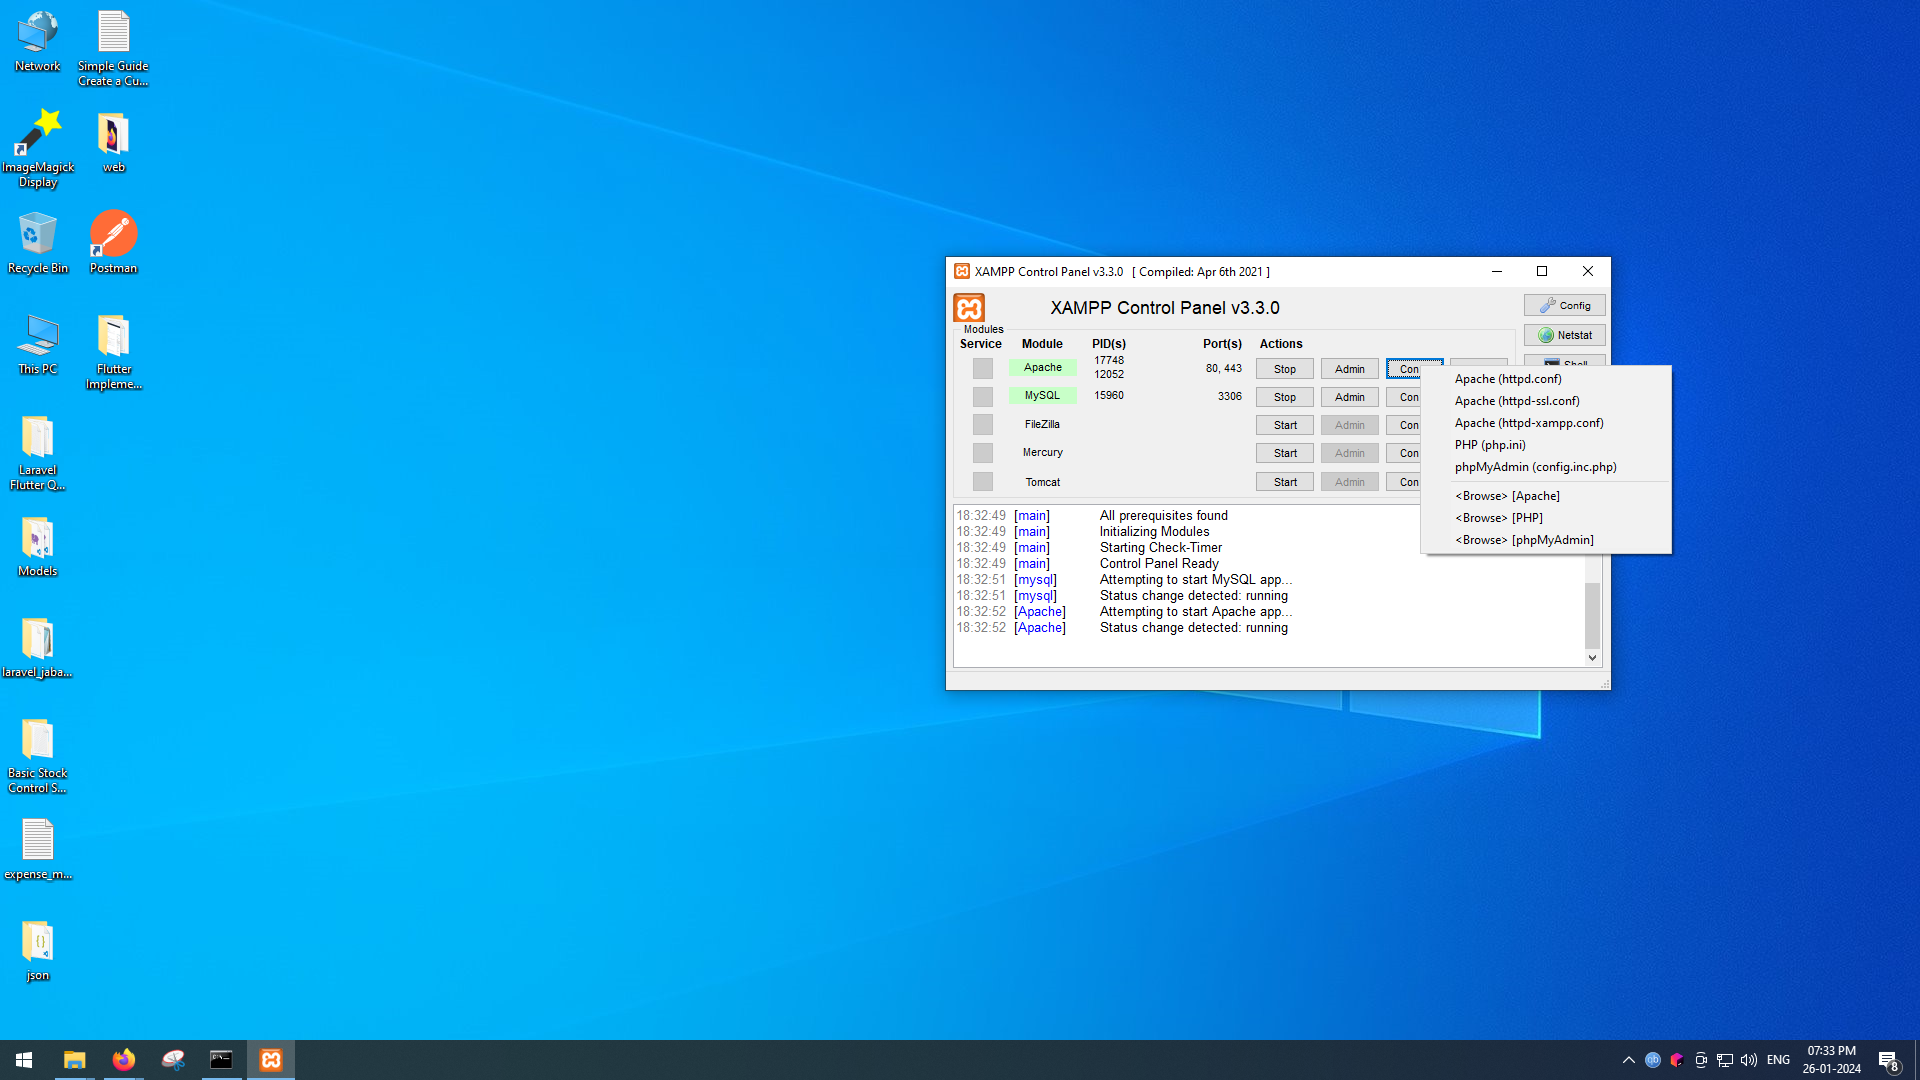 Network
Simple Guide
Create a Cu...
ImageMagick
Display
web
Recycle Bin
Postman
This PC
Flutter
Impleme...
Laravel
Flutter Q...
Models
laravel_jaba...
Basic Stock
Control S...
expense_m...
json
XAMPP Control Panel v3.3.0 [ Compiled: Apr 6th 2021 ]
XAMPP Control Panel v3.3.0
Config
Modules
Service Module PID(s) Port(s) Actions
Netstat
Shell
Apache 17748
12052 80, 443 Stop Admin Con
MySQL 15960 3306 Stop Admin Con
FileZilla Start Admin Con
Mercury Start Admin Con
Tomcat Start Admin Con
Apache (httpd.conf)
Apache (httpd-ssl.conf)
Apache (httpd-xampp.conf)
PHP (php.ini)
phpMyAdmin (config.inc.php)
<Browse> [Apache]
<Browse> [PHP]
<Browse> [phpMyAdmin]
18:32:49 [main] All prerequisites found
18:32:49 [main] Initializing Modules
18:32:49 [main] Starting Check-Timer
18:32:49 [main] Control Panel Ready
18:32:51 [mysql] Attempting to start MySQL app...
18:32:51 [mysql] Status change detected: running
18:32:52 [Apache] Attempting to start Apache app...
18:32:52 [Apache] Status change detected: running
qb
ENG
07:33 PM
26-01-2024
8